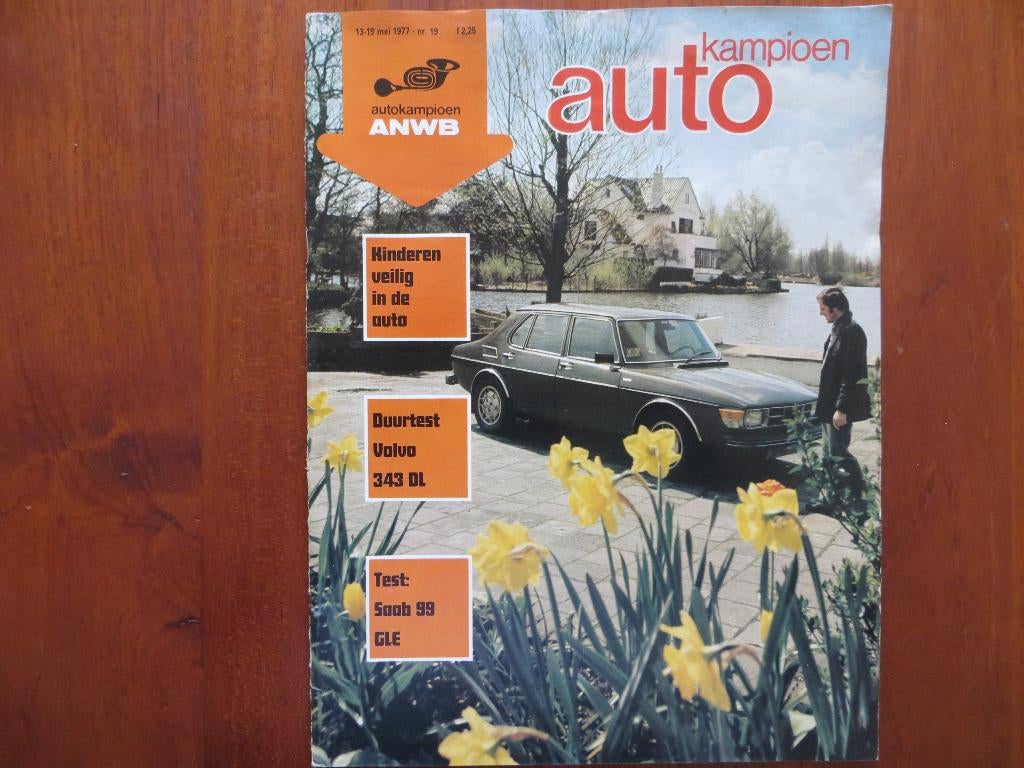 13-19 mei 1977 - nr. 19 f 2,25
autokampioen
ANWB
kampioen
auto
Kinderen
veilig
in de
auto
Duurtest
Volvo
343 DL
Test:
Saab 99
GLE